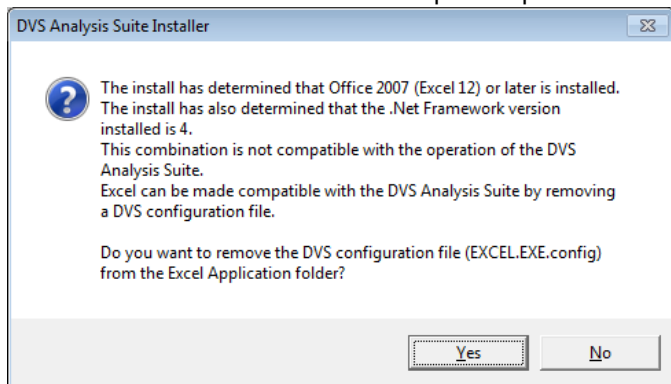 DVS Analysis Suite Installer
The install has determined that Office 2007 (Excel 12) or later is installed.
The install has also determined that the .Net Framework version
installed is 4.
This combination is not compatible with the operation of the DVS
Analysis Suite.
Excel can be made compatible with the DVS Analysis Suite by removing
a DVS configuration file.
Do you want to remove the DVS configuration file (EXCEL.EXE.config)
from the Excel Application folder?
Yes
No